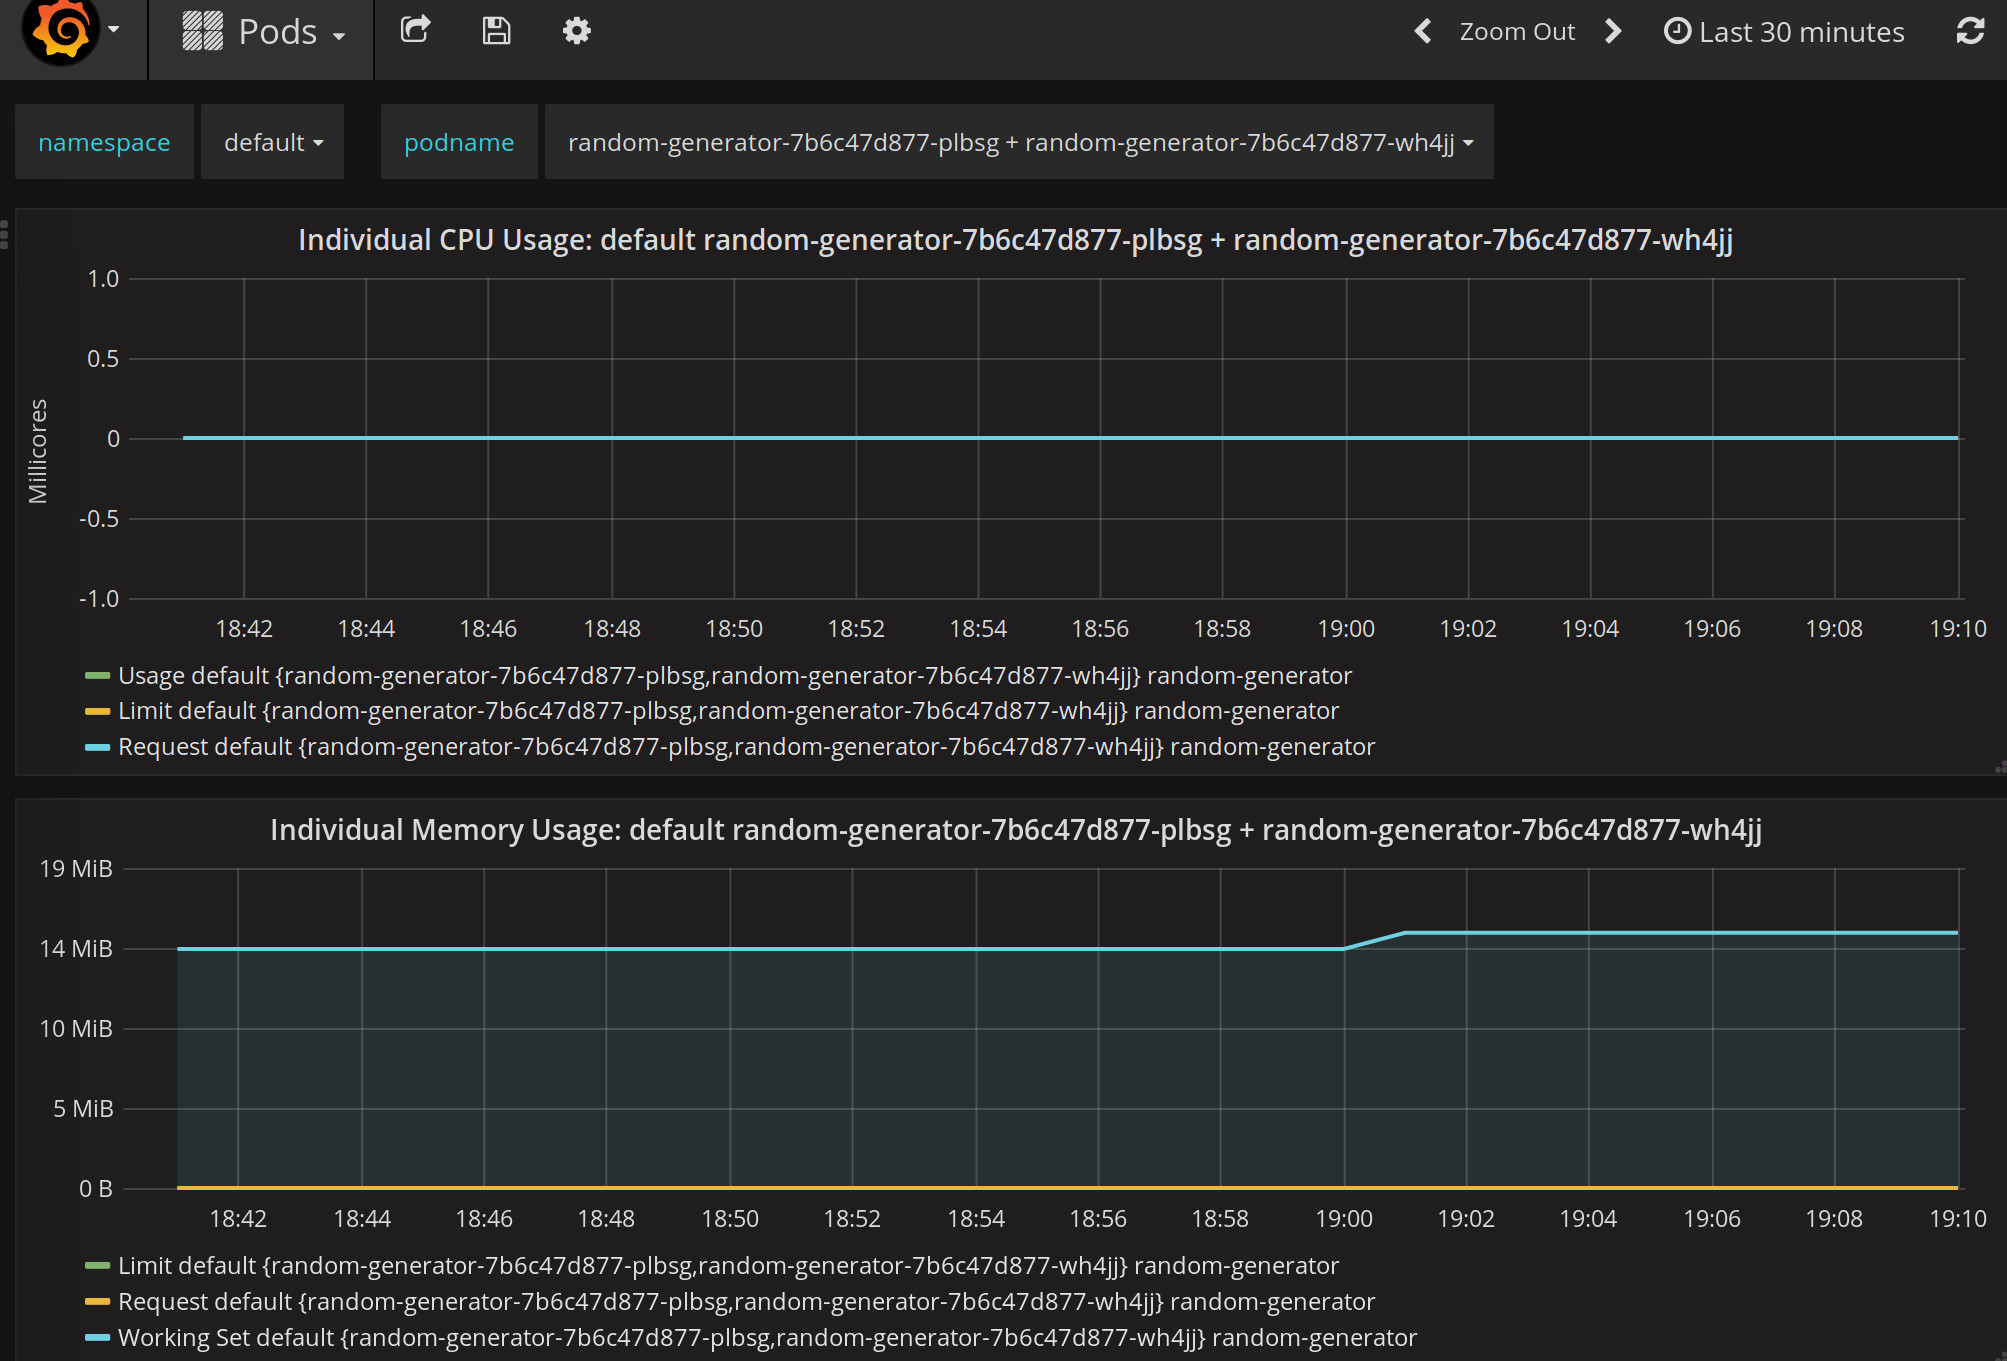 Pods
Zoom Out
Last 30 minutes
namespace
default
podname
random-generator-7b6c47d877-plbsg + random-generator-7b6c47d877-wh4jj
Individual CPU Usage: default random-generator-7b6c47d877-plbsg + random-generator-7b6c47d877-wh4jj
Millicores
1.0
0.5
0
-0.5
-1.0
18:42 18:44 18:46 18:48 18:50 18:52 18:54 18:56 18:58 19:00 19:02 19:04 19:06 19:08 19:10
Usage default {random-generator-7b6c47d877-plbsg,random-generator-7b6c47d877-wh4jj} random-generator
Limit default {random-generator-7b6c47d877-plbsg,random-generator-7b6c47d877-wh4jj} random-generator
Request default {random-generator-7b6c47d877-plbsg,random-generator-7b6c47d877-wh4jj} random-generator
Individual Memory Usage: default random-generator-7b6c47d877-plbsg + random-generator-7b6c47d877-wh4jj
19 MiB
14 MiB
10 MiB
5 MiB
0 B
18:42 18:44 18:46 18:48 18:50 18:52 18:54 18:56 18:58 19:00 19:02 19:04 19:06 19:08 19:10
Limit default {random-generator-7b6c47d877-plbsg,random-generator-7b6c47d877-wh4jj} random-generator
Request default {random-generator-7b6c47d877-plbsg,random-generator-7b6c47d877-wh4jj} random-generator
Working Set default {random-generator-7b6c47d877-plbsg,random-generator-7b6c47d877-wh4jj} random-generator